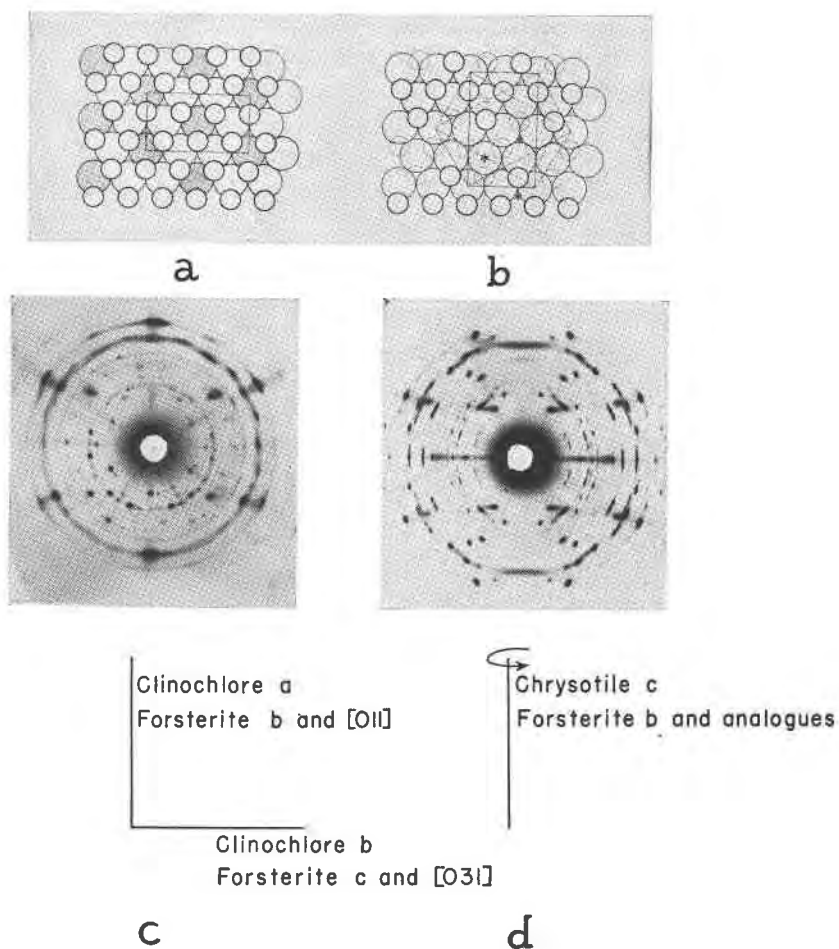 a
b
Clinochlore a
Forsterite b and [011]
Clinochlore b
Forsterite c and [031]
Chrysotile c
Forsterite b and analogues
c
d